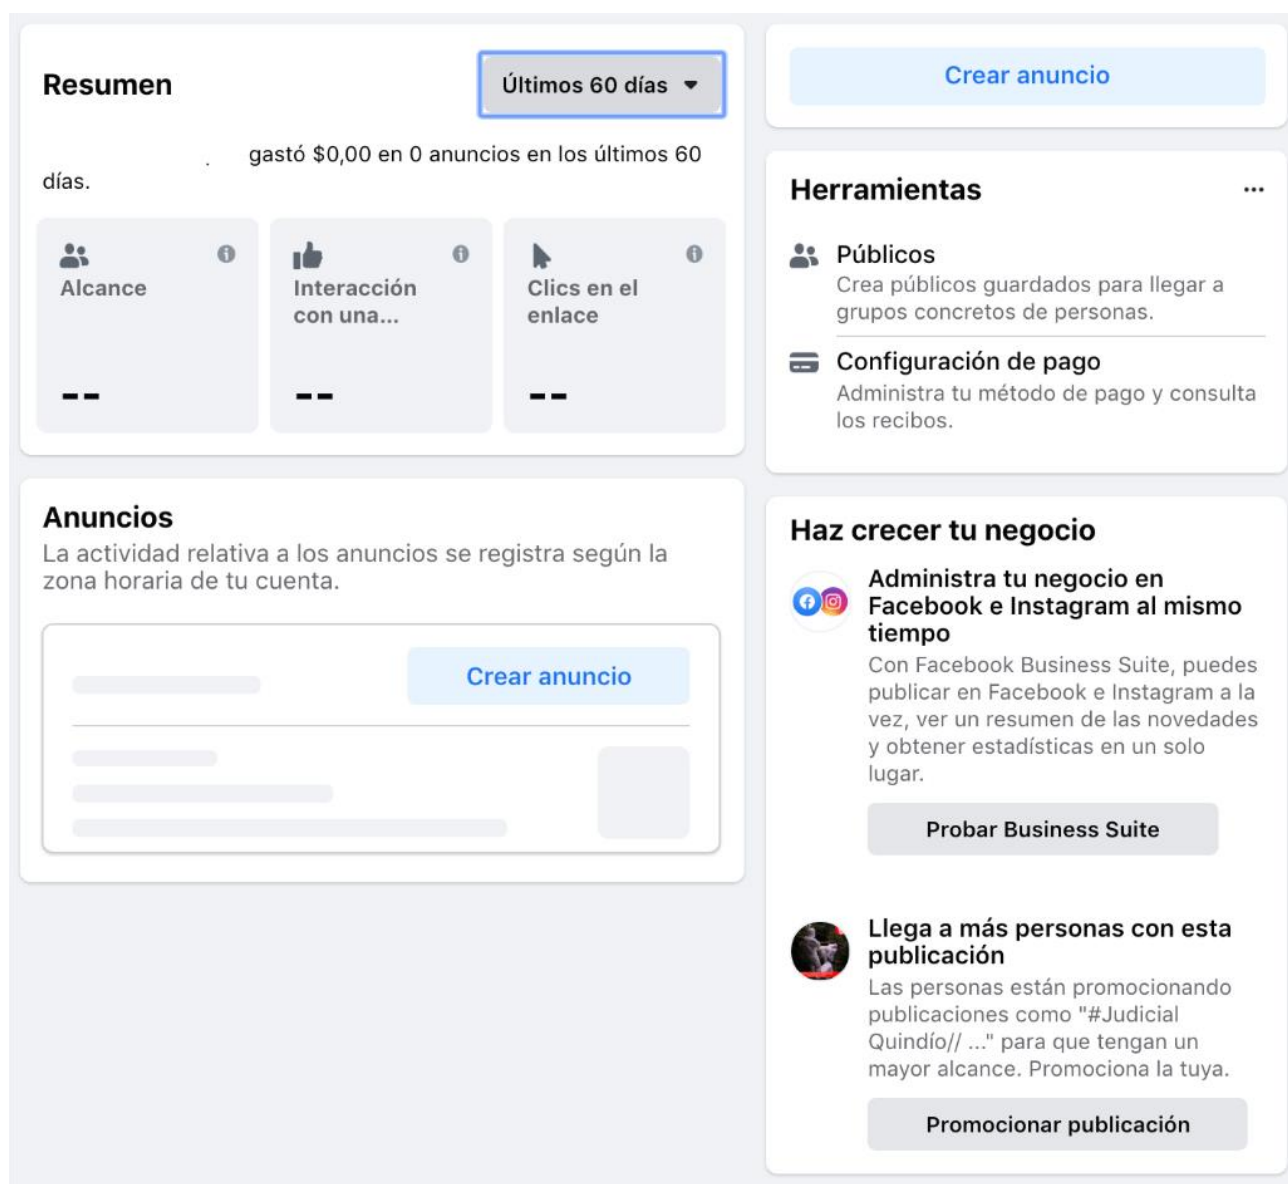 Resumen
Últimos 60 días
. gastó $0,00 en 0 anuncios en los últimos 60
días.
Alcance
--
Interacción
con una...
--
Clics en el
enlace
--
Anuncios
La actividad relativa a los anuncios se registra según la
zona horaria de tu cuenta.
Crear anuncio
Crear anuncio
Herramientas
Públicos
Crea públicos guardados para llegar a
grupos concretos de personas.
Configuración de pago
Administra tu método de pago y consulta
los recibos.
Haz crecer tu negocio
Administra tu negocio en
Facebook e Instagram al mismo
tiempo
Con Facebook Business Suite, puedes
publicar en Facebook e Instagram a la
vez, ver un resumen de las novedades
y obtener estadísticas en un solo
lugar.
Probar Business Suite
Llega a más personas con esta
publicación
Las personas están promocionando
publicaciones como "#Judicial
Quindío// ..." para que tengan un
mayor alcance. Promociona la tuya.
Promocionar publicación